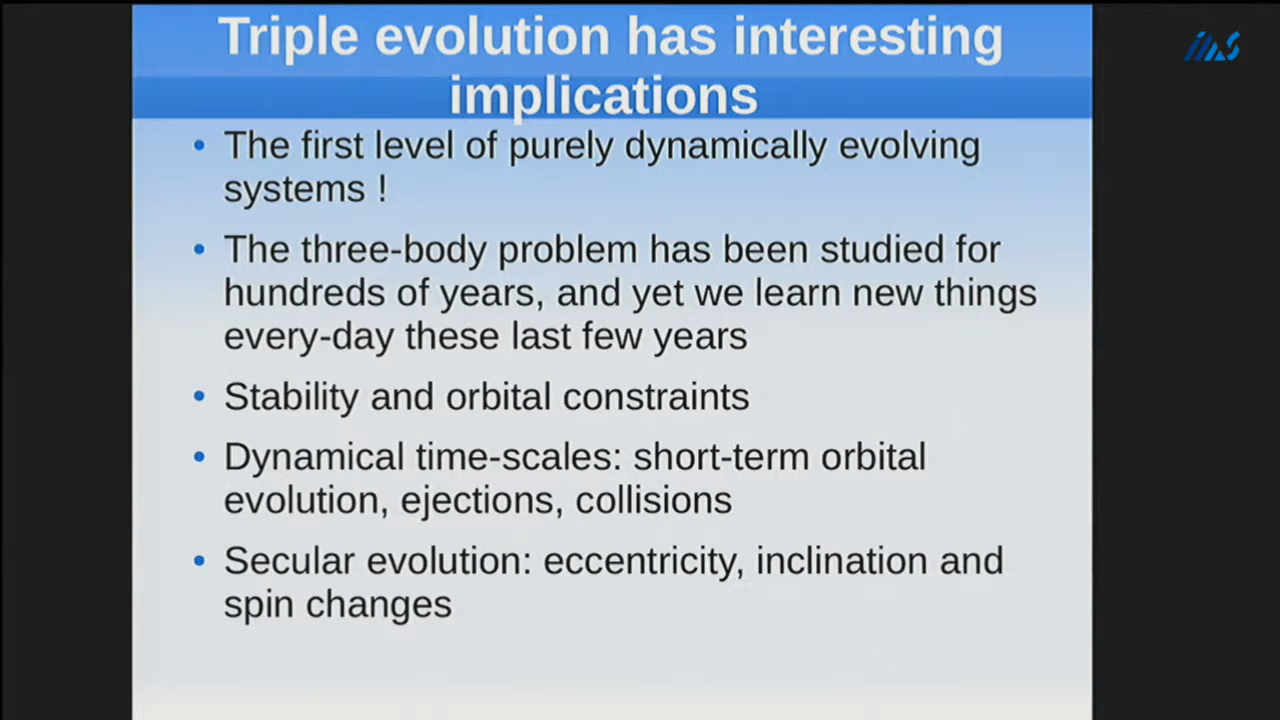 Triple evolution has interesting
implications
• The first level of purely dynamically evolving
systems !
• The three-body problem has been studied for
hundreds of years, and yet we learn new things
every-day these last few years
• Stability and orbital constraints
• Dynamical time-scales: short-term orbital
evolution, ejections, collisions
• Secular evolution: eccentricity, inclination and
spin changes